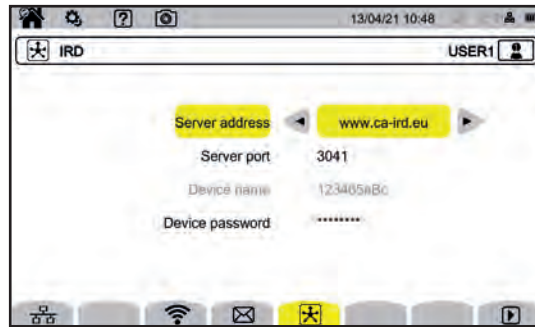 13/04/21 10:48
IRD USER1
Server address www.ca-ird.eu
Server port 3041
Device name 123465aBc
Device password ********